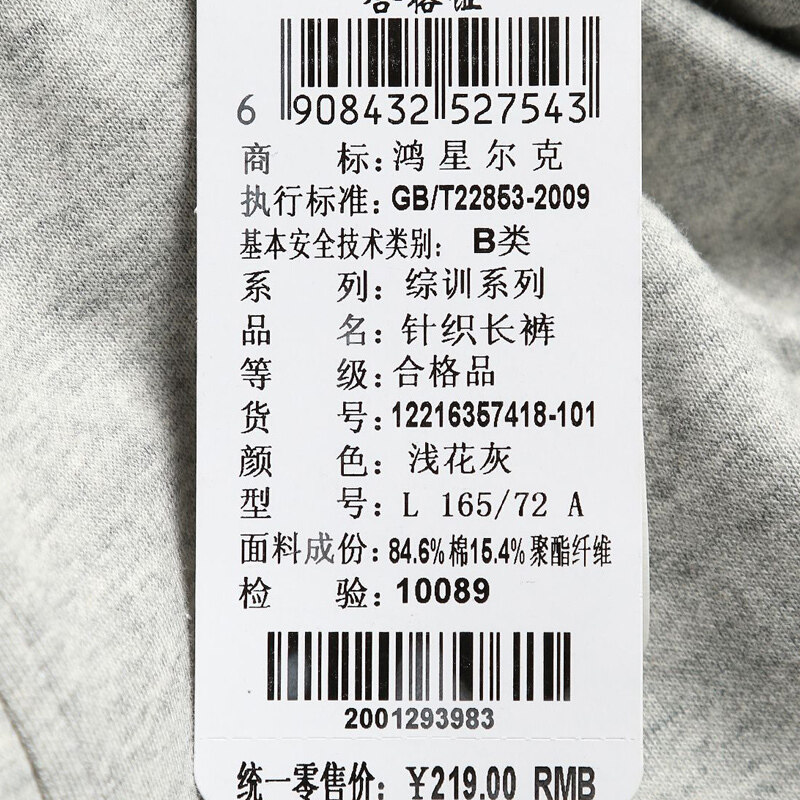 合格证
6 908432 527543
商 标: 鸿星尔克
执行标准: GB/T22853-2009
基本安全技术类别: B类
系 列: 综训系列
品 名: 针织长裤
等 级: 合格品
货 号: 12216357418-101
颜 色: 浅花灰
型 号: L 165/72 A
面料成份: 84.6%棉15.4%聚酯纤维
检 验: 10089
2001293983
统一零售价: ¥219.00 RMB